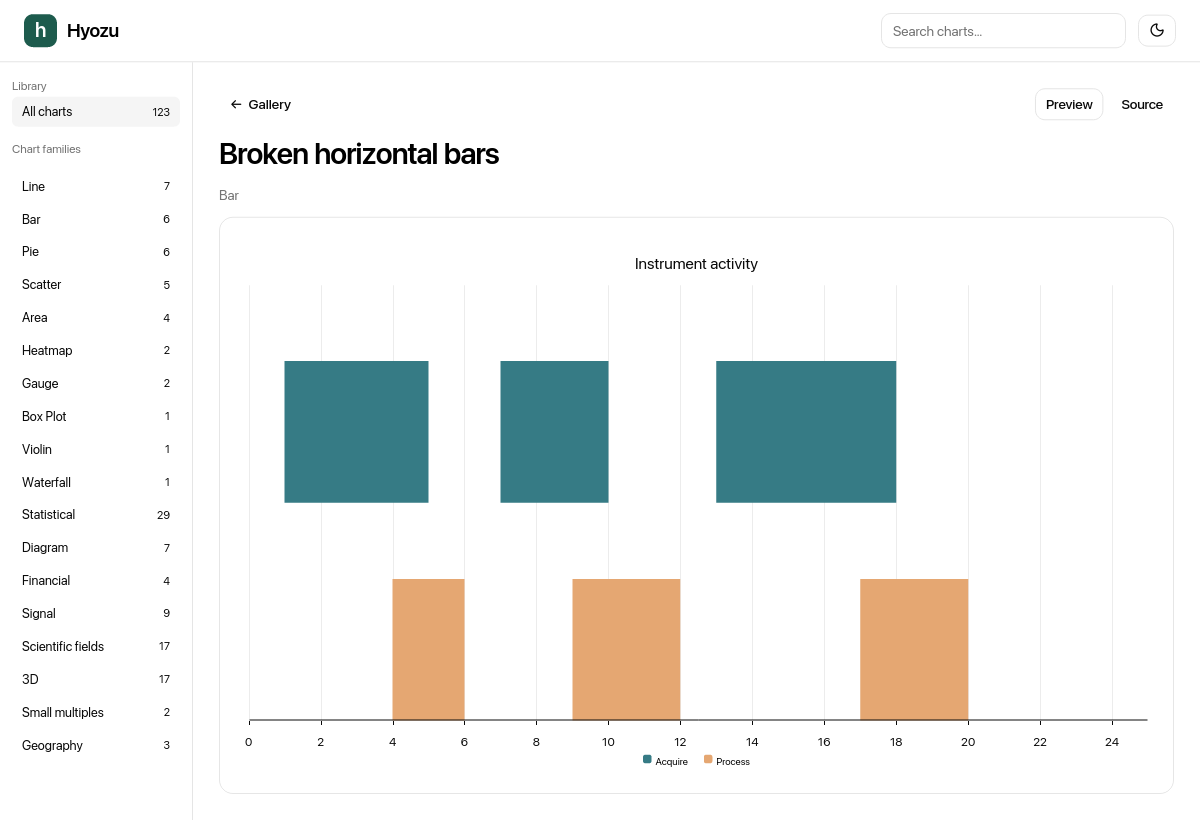 h Hyozu
Search charts...
Library
All charts 123
Chart families
Line 7
Bar 6
Pie 6
Scatter 5
Area 4
Heatmap 2
Gauge 2
Box Plot 1
Violin 1
Waterfall 1
Statistical 29
Diagram 7
Financial 4
Signal 9
Scientific fields 17
3D 17
Small multiples 2
Geography 3
← Gallery
Preview Source
Broken horizontal bars
Bar
Instrument activity
0 2 4 6 8 10 12 14 16 18 20 22 24
Acquire Process